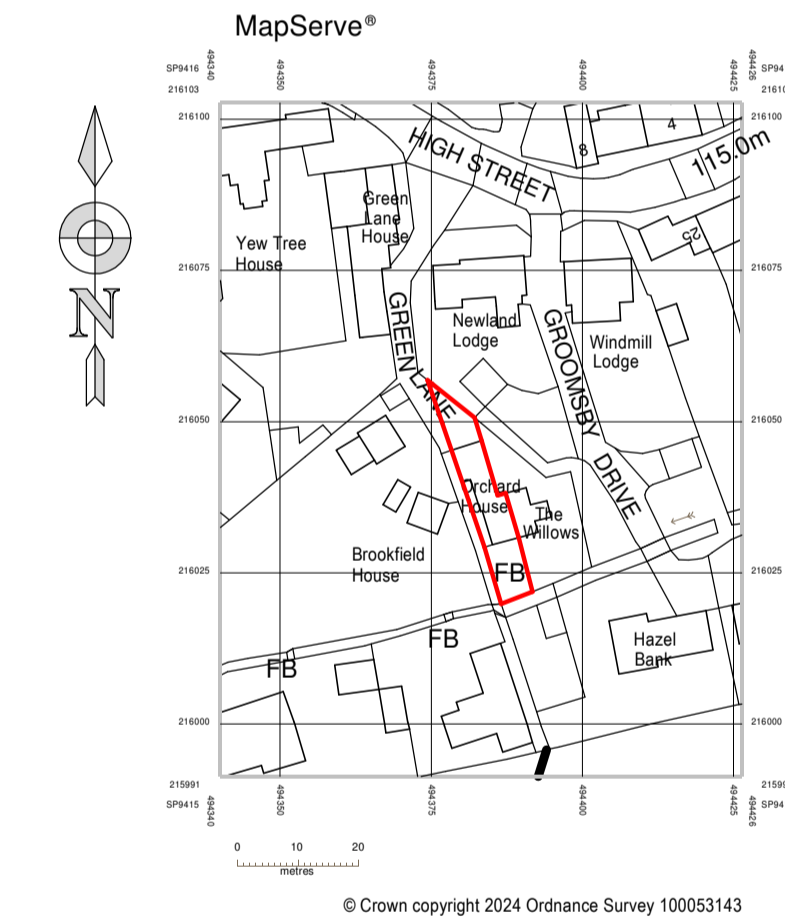 MapServe®
494340
494350
494375
494400
494425
494426
SP9416
SP94
216103
21610
216100
216100
HIGH STREET
8
4
115.0m
Green
Lane
House
Yew Tree
House
25
216075
216075
GREEN LANE
Newland
Lodge
GROOMSBY DRIVE
Windmill
Lodge
216050
216050
Orchard
House
The
Willows
Brookfield
House
FB
216025
216025
FB
FB
Hazel
Bank
216000
216000
N
215991
2159
SP9415
SP94
494340
494350
494375
494400
494425
494426
0 10 20
metres
© Crown copyright 2024 Ordnance Survey 100053143